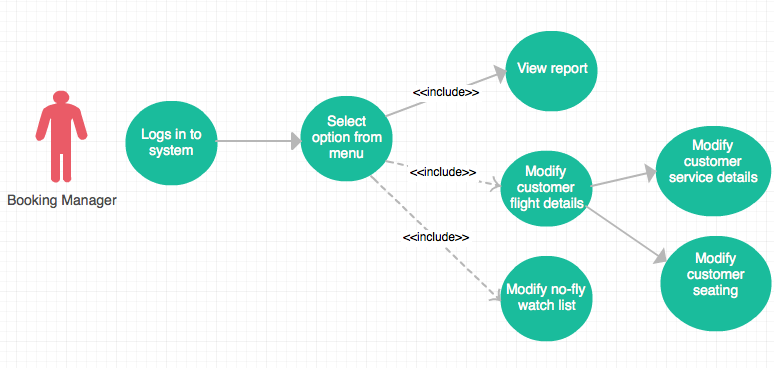 View report
<<include>>
Logs in to
system
Select
option from
menu
<<include>>
Modify
customer
flight details
Modify
customer
service details
Booking Manager
<<include>>
Modify
customer
seating
Modify no-fly
watch list